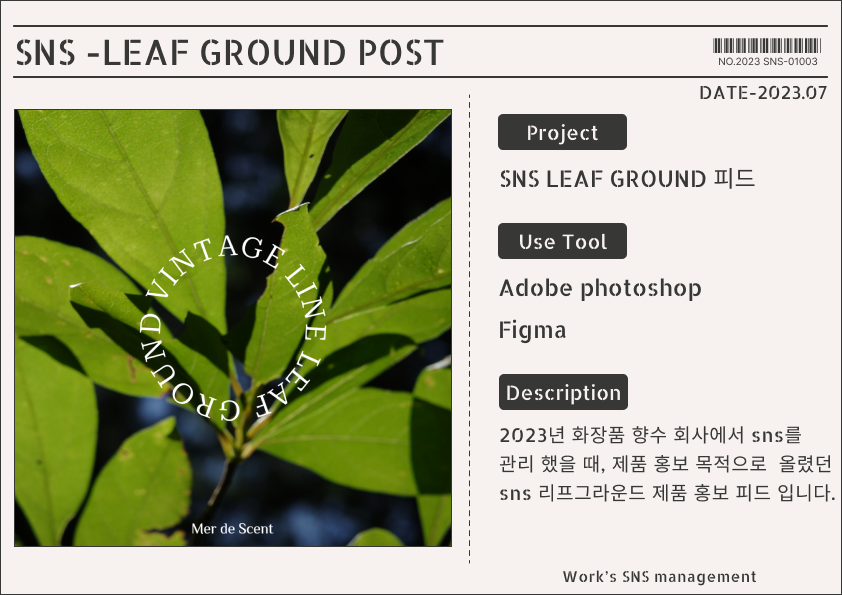 SNS -LEAF GROUND POST
NO.2023 SNS-01003
DATE-2023.07
VINTAGE LINE LEAF GROUND
Mer de Scent
Project
SNS LEAF GROUND 피드
Use Tool
Adobe photoshop
Figma
Description
2023년 화장품 향수 회사에서 sns를
관리 했을 때, 제품 홍보 목적으로 올렸던
sns 리프그라운드 제품 홍보 피드 입니다.
Work's SNS management